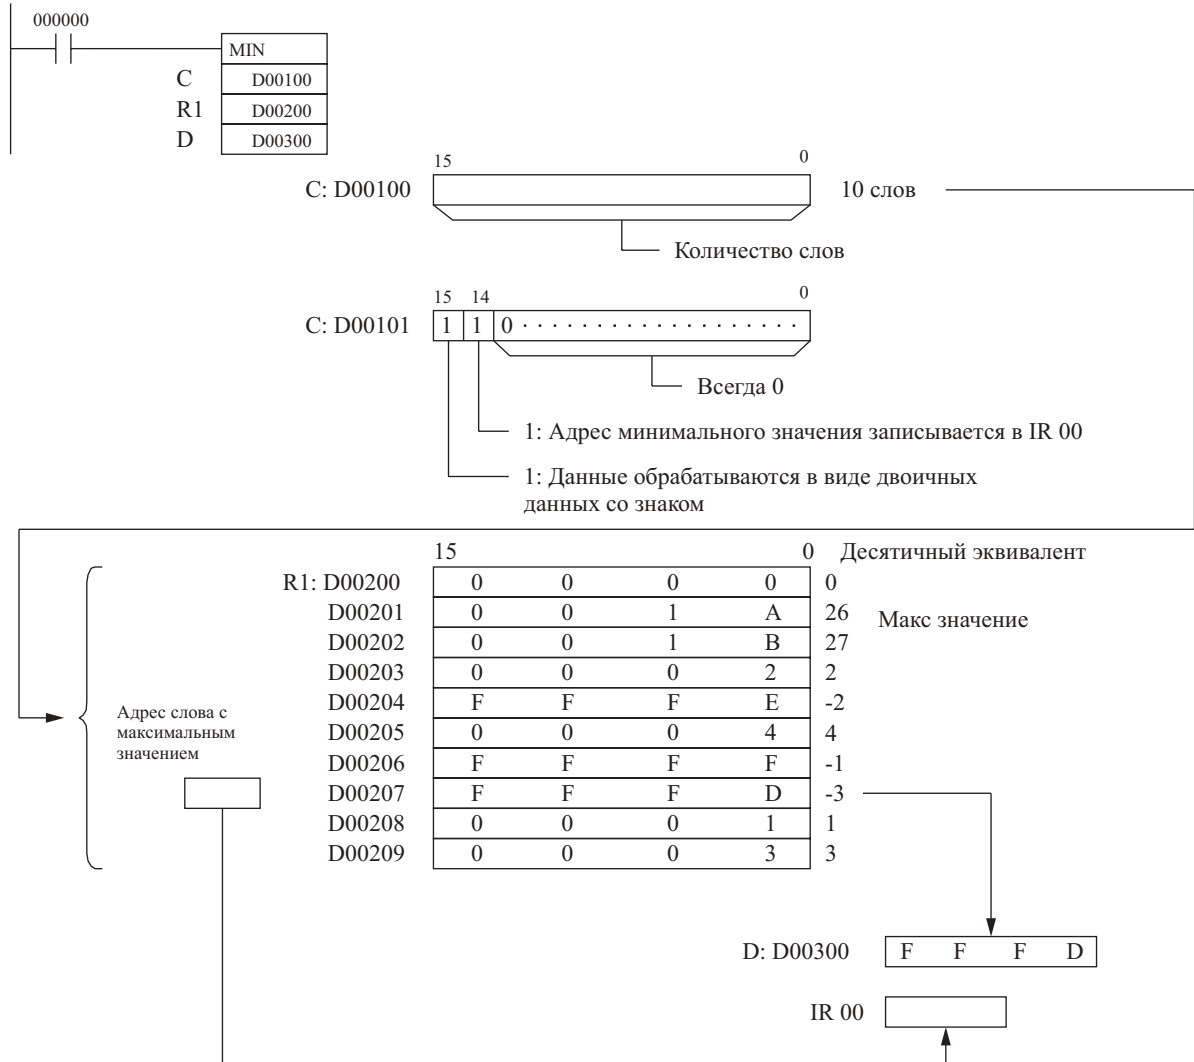 000000
MIN
C D00100
R1 D00200
D D00300
15 0
C: D00100 10 слов
Количество слов
15 14 0
C: D00101 1 1 0 · · · · · · · · · · · · · · · · · · ·
Всегда 0
1: Адрес минимального значения записывается в IR 00
1: Данные обрабатываются в виде двоичных
данных со знаком
15 0 Десятичный эквивалент
R1: D00200 0 0 0 0 0
D00201 0 0 1 A 26
Макс значение
D00202 0 0 1 B 27
D00203 0 0 0 2 2
D00204 F F F E -2
Адрес слова с
максимальным
значением
D00205 0 0 0 4 4
D00206 F F F F -1
D00207 F F F D -3
D00208 0 0 0 1 1
D00209 0 0 0 3 3
D: D00300 F F F D
IR 00